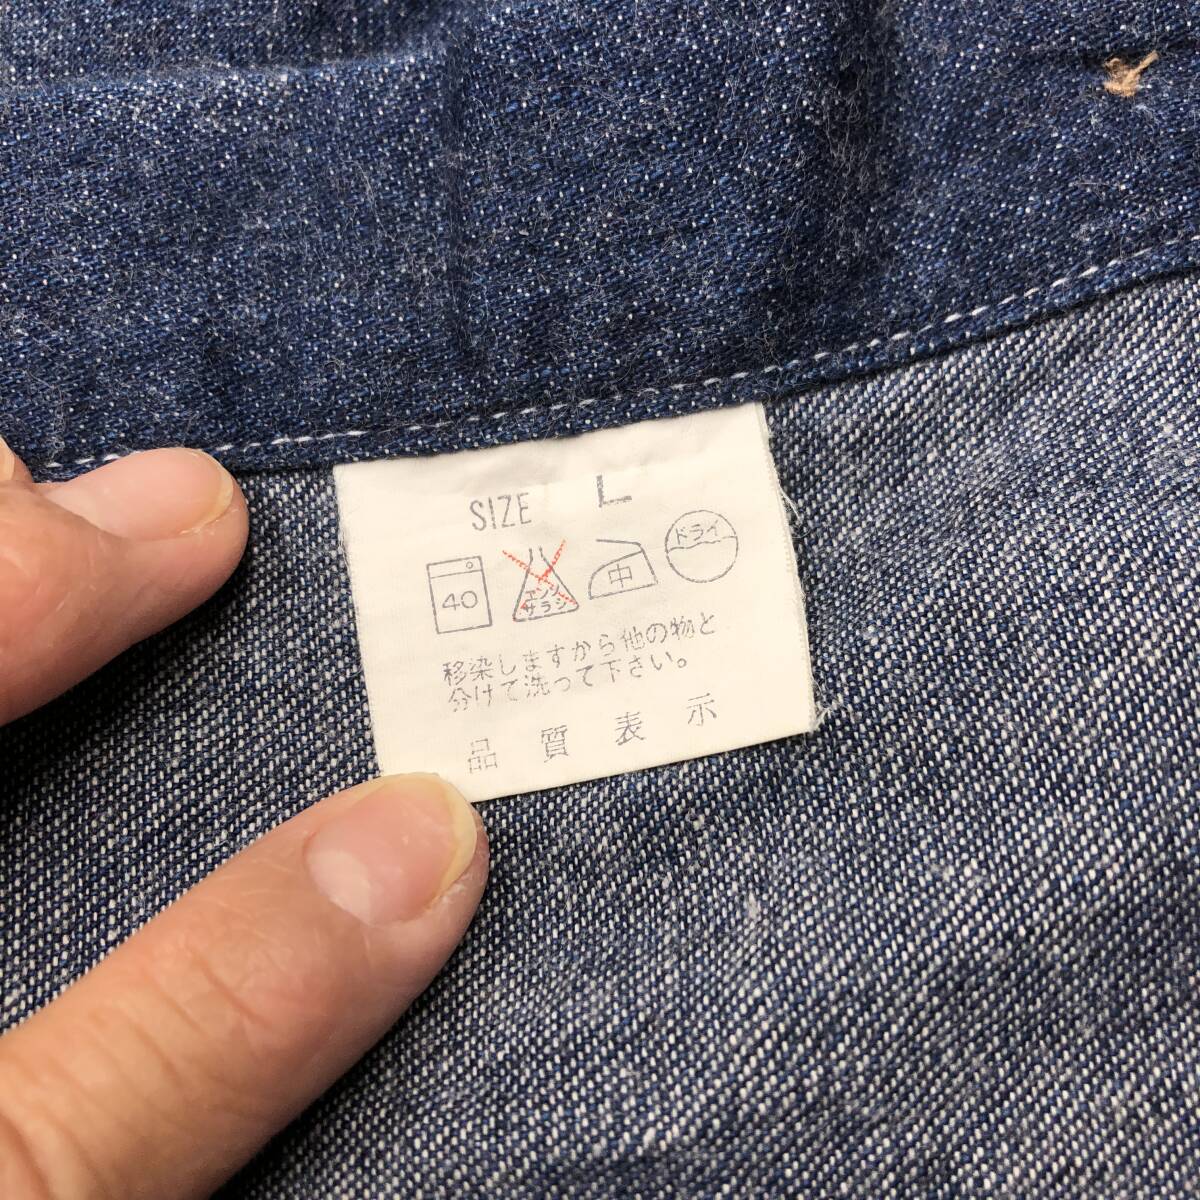 SIZE L
40 エンソサラシ 中 ドライ
移染しますから他の物と
分けて洗って下さい。
品質表示